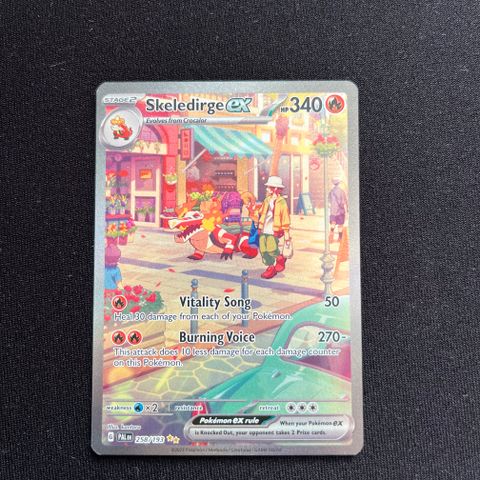 STAGE 2
Skeledirge ex HP 340
Evolves from Crocalor
Vitality Song 50
Heal 30 damage from each of your Pokémon.
Burning Voice 270-
This attack does 10 less damage for each damage counter
on this Pokémon.
weakness ×2 resistance retreat
Pokémon ex rule
When your Pokémon ex
is Knocked Out, your opponent takes 2 Prize cards.
G PAL EN 258/193